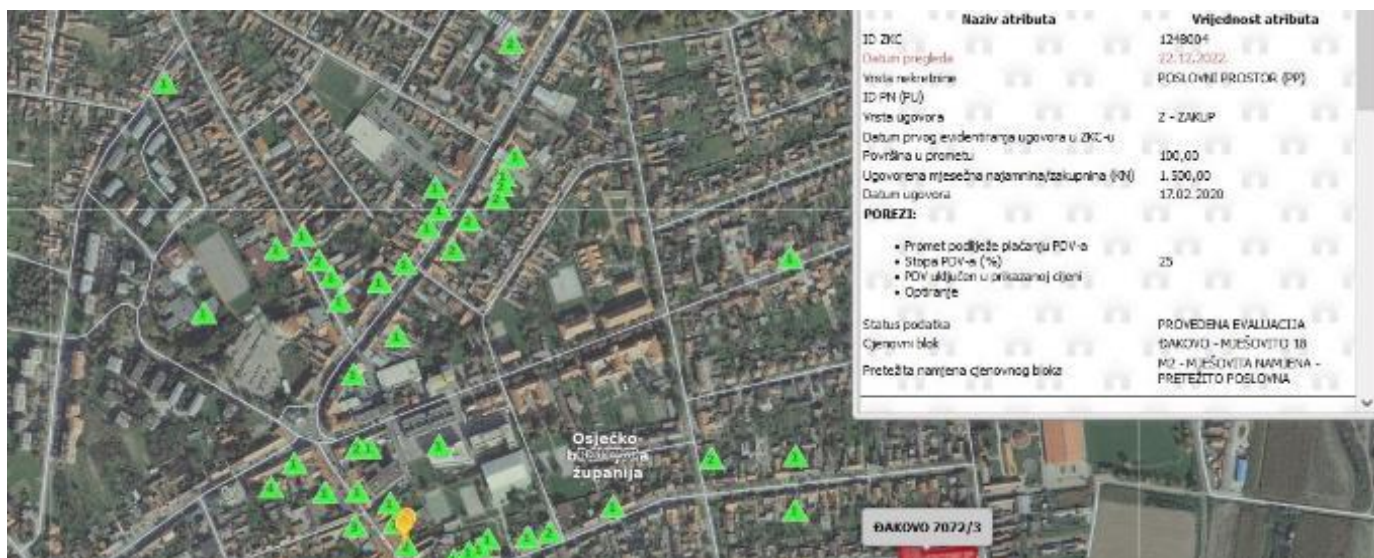 Naziv atributa Vrijednost atributa
ID ZKC 1248004
Datum pregleda 22.12.2022.
Vrsta nekretnine POSLOVNI PROSTOR (PP)
ID PN (PU)
Vrsta ugovora Z - ZAKUP
Datum prvog evidentiranja ugovora u ZKC-u
Površina u prometu 100,00
Ugovorena mjesečna najamnina/zakupnina (KN) 1.500,00
Datum ugovora 17.02.2020
POREZI:
• Promet podliježe plaćanju PDV-a
• Stopa PDV-a (%) 25
• PDV uključen u prikazanoj cijeni
• Optiranje
Status podatka PROVEDENA EVALUACIJA
Cjenovni blok ĐAKOVO - MJEŠOVITO 18
Pretežita namjena cjenovnog bloka M2 - MJEŠOVITA NAMJENA -
PRETEŽITO POSLOVNA
Osječko
županija
ĐAKOVO 7072/3